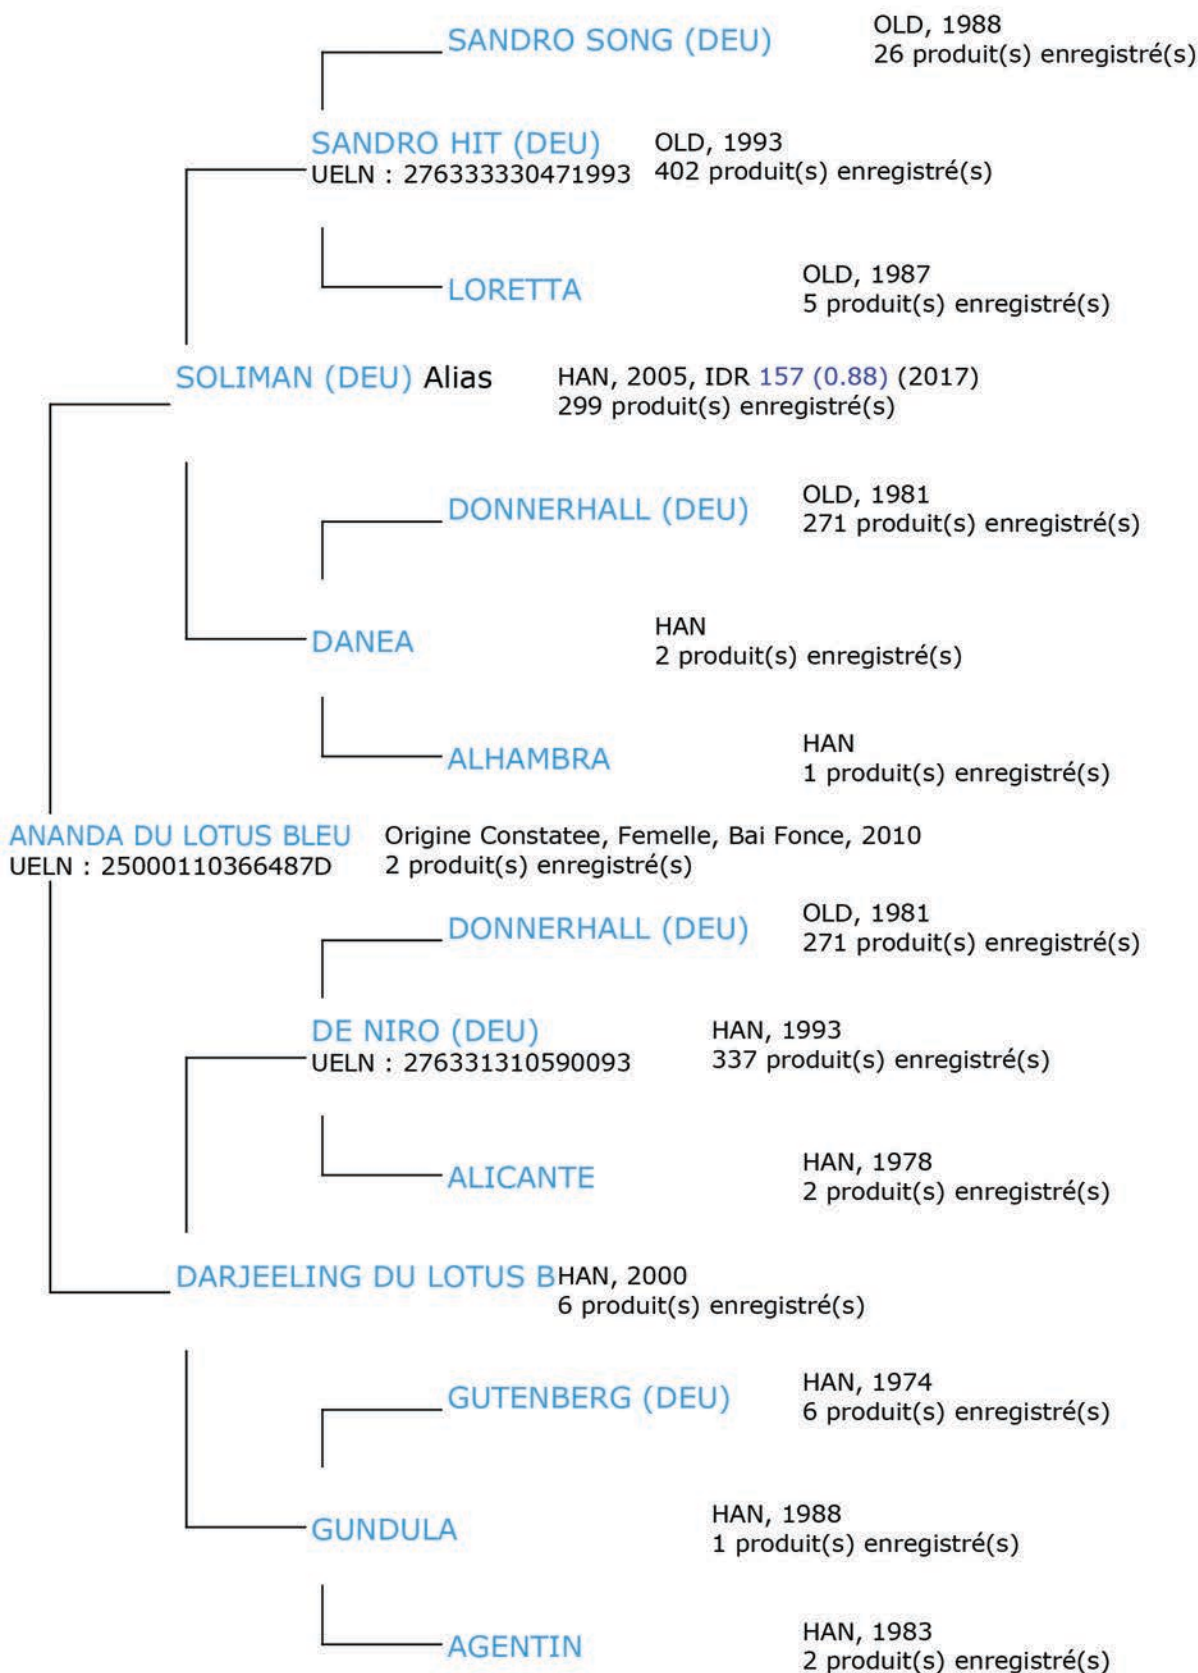 SANDRO SONG (DEU)
OLD, 1988
26 produit(s) enregistré(s)
SANDRO HIT (DEU)
OLD, 1993
UELN : 276333330471993
402 produit(s) enregistré(s)
LORETTA
OLD, 1987
5 produit(s) enregistré(s)
SOLIMAN (DEU) Alias
HAN, 2005, IDR 157 (0.88) (2017)
299 produit(s) enregistré(s)
DONNERHALL (DEU)
OLD, 1981
271 produit(s) enregistré(s)
DANEA
HAN
2 produit(s) enregistré(s)
ALHAMBRA
HAN
1 produit(s) enregistré(s)
ANANDA DU LOTUS BLEU
Origine Constatee, Femelle, Bai Fonce, 2010
UELN : 25000110366487D
2 produit(s) enregistré(s)
DONNERHALL (DEU)
OLD, 1981
271 produit(s) enregistré(s)
DE NIRO (DEU)
HAN, 1993
UELN : 276331310590093
337 produit(s) enregistré(s)
ALICANTE
HAN, 1978
2 produit(s) enregistré(s)
DARJEELING DU LOTUS B
HAN, 2000
6 produit(s) enregistré(s)
GUTENBERG (DEU)
HAN, 1974
6 produit(s) enregistré(s)
GUNDULA
HAN, 1988
1 produit(s) enregistré(s)
AGENTIN
HAN, 1983
2 produit(s) enregistré(s)